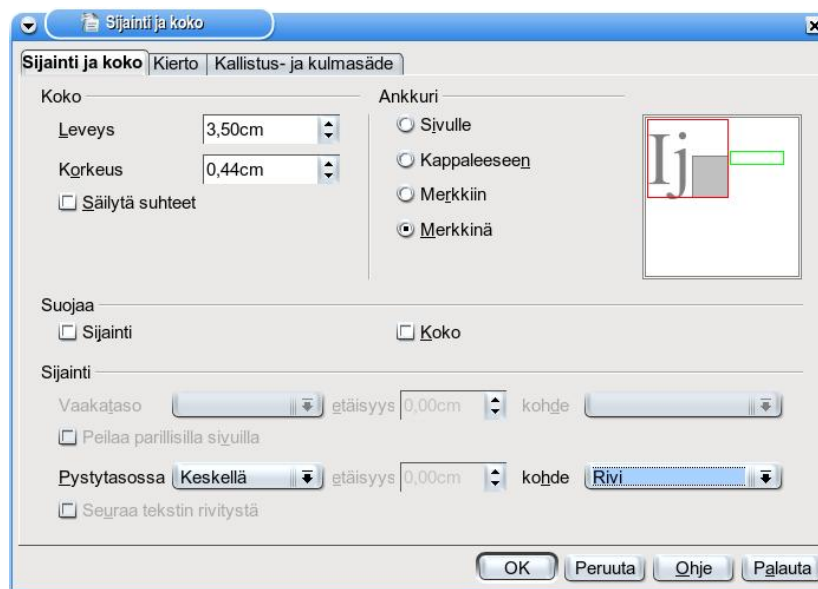 Sijainti ja koko
Sijainti ja koko Kierto Kallistus- ja kulmasäde
Koko Ankkuri
Leveys 3,50cm Sivulle
Korkeus 0,44cm Kappaleeseen
Säilytä suhteet Merkkiin
Merkkinä
Ij
Suojaa
Sijainti Koko
Sijainti
Vaakataso etäisyys 0,00cm kohde
Peilaa parillisilla sivuilla
Pystytasossa Keskellä etäisyys 0,00cm kohde Rivi
Seuraa tekstin rivitystä
OK Peruuta Ohje Palauta